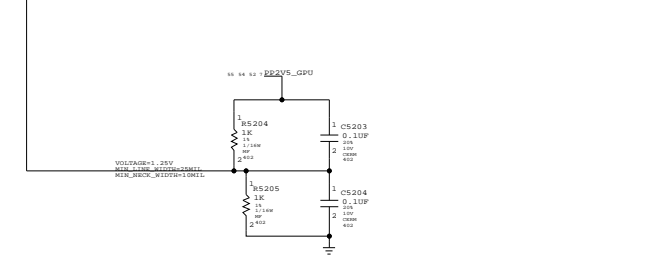 55 54 52 7 PP2V5_GPU
1
R5204
1K
1%
1/16W
MF
402
2
1
C5203
0.1UF
20%
10V
CERM
402
2
VOLTAGE=1.25V
MIN_LINE_WIDTH=25MIL
MIN_NECK_WIDTH=10MIL
1
R5205
1K
1%
1/16W
MF
402
2
1
C5204
0.1UF
20%
10V
CERM
402
2